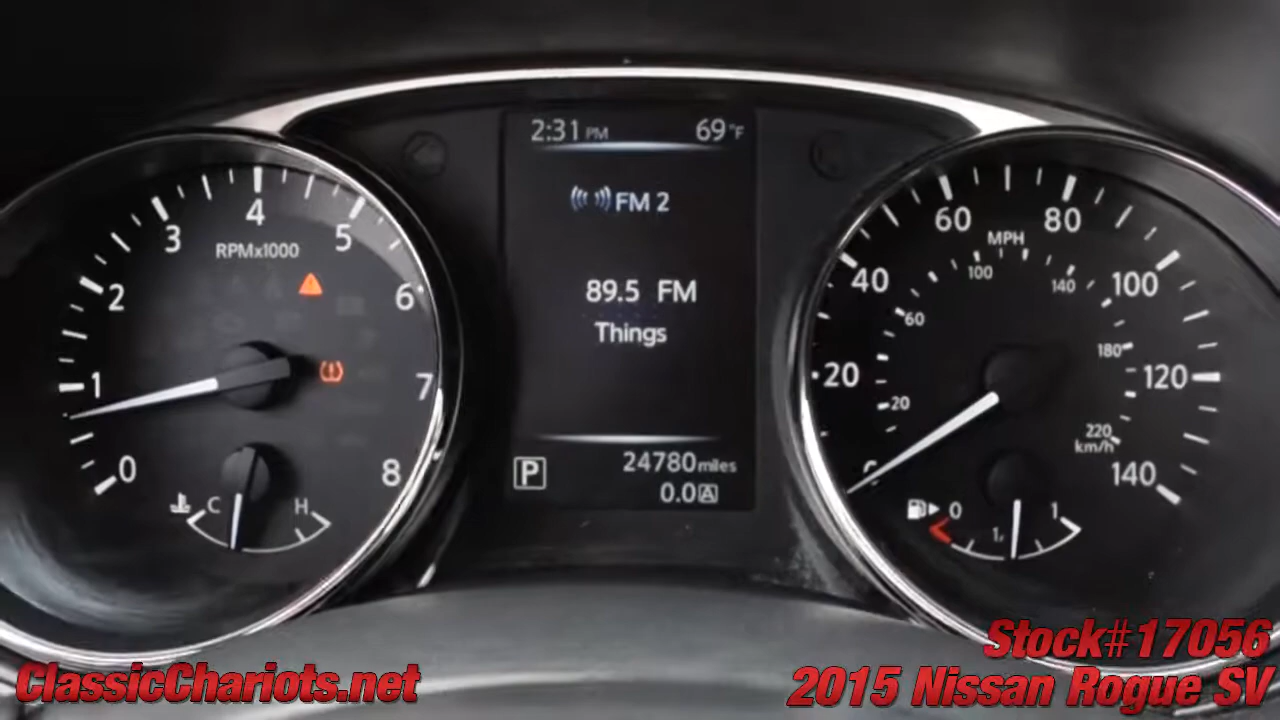 2:31 PM 69°F
FM 2
89.5 FM
Things
P
24780 miles
0.0 A
0 1 2 3 4 5 6 7 8
RPMx1000
C H
0 20 40 60 80 100 120 140
MPH
20 60 100 140 180 220
km/h
0 1
ClassicChariots.net
Stock#17056
2015 Nissan Rogue SV